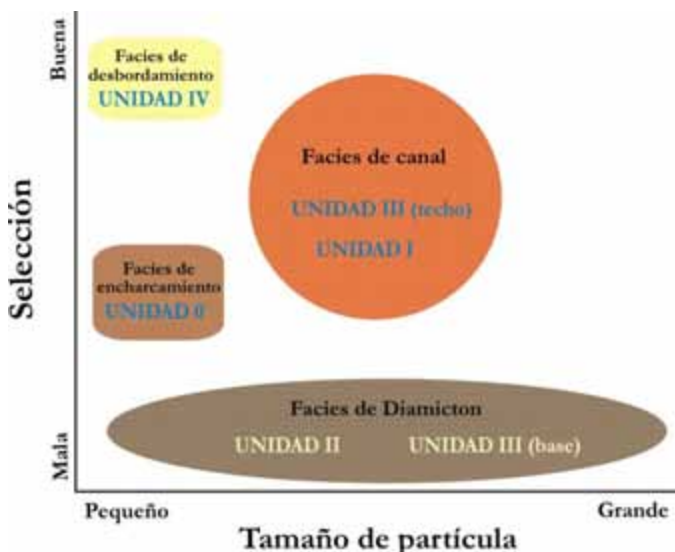 Buena
Selección
Mala
Facies de
desbordamiento
UNIDAD IV
Facies de canal
UNIDAD III (techo)
UNIDAD I
Facies de
encharcamiento
UNIDAD 0
Facies de Diamicton
UNIDAD II
UNIDAD III (base)
Pequeño
Grande
Tamaño de partícula